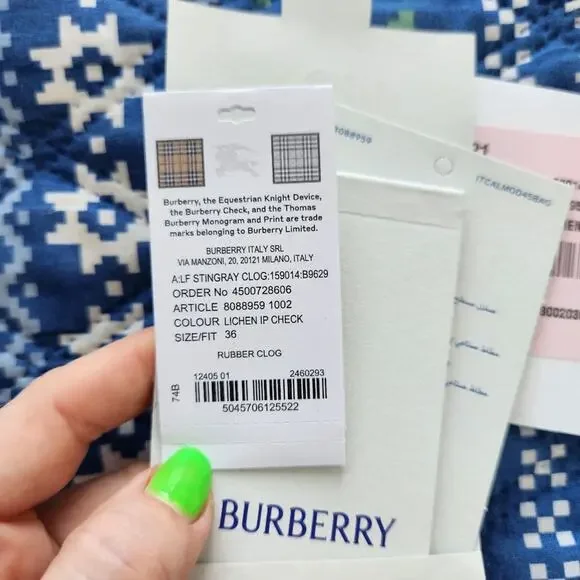 Burberry, the Equestrian Knight Device,
the Burberry Check, and the Thomas
Burberry Monogram and Print are trade
marks belonging to Burberry Limited.
BURBERRY ITALY SRL
VIA MANZONI, 20, 20121 MILANO, ITALY
A:LF STINGRAY CLOG:159014:B9629
ORDER No 4500728606
ARTICLE 8088959 1002
COLOUR LICHEN IP CHECK
SIZE/FIT 36
RUBBER CLOG
74B
12405 01 2460293
5045706125522
BURBERRY
8088959
ITCALMOD45BAG